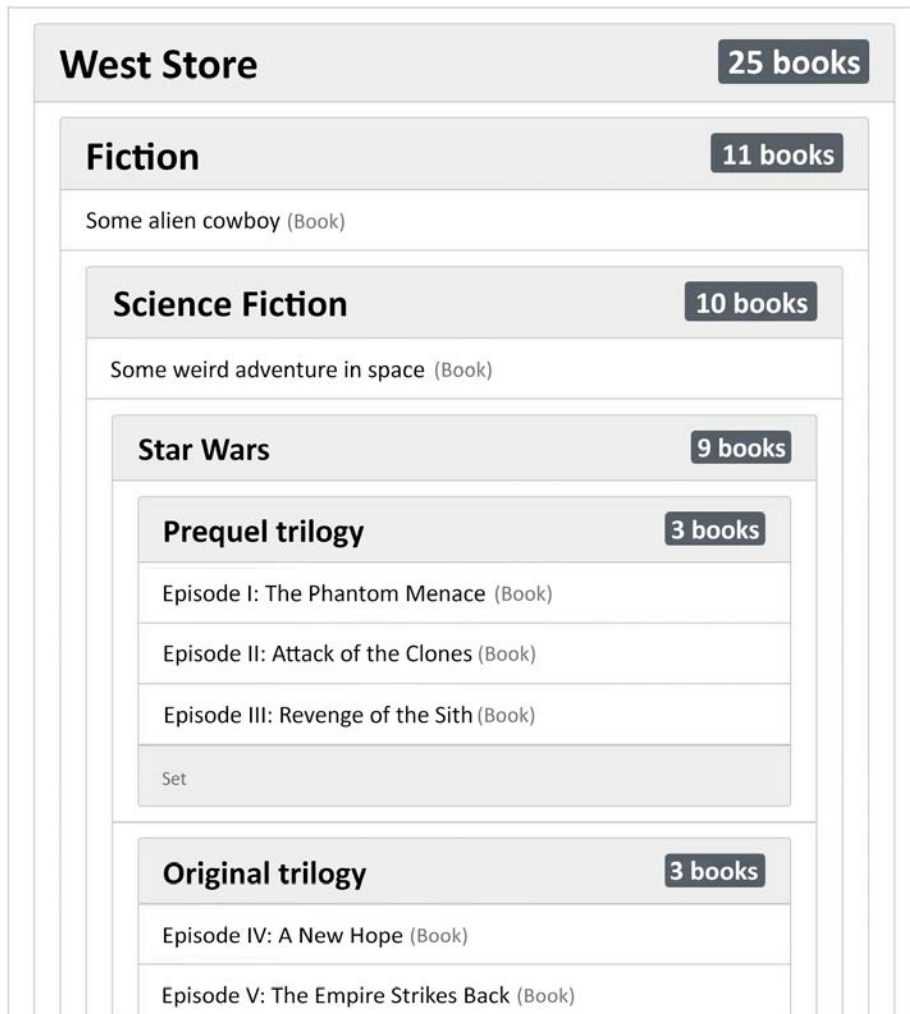 West Store 25 books
Fiction 11 books
Some alien cowboy (Book)
Science Fiction 10 books
Some weird adventure in space (Book)
Star Wars 9 books
Prequel trilogy 3 books
Episode I: The Phantom Menace (Book)
Episode II: Attack of the Clones (Book)
Episode III: Revenge of the Sith (Book)
Set
Original trilogy 3 books
Episode IV: A New Hope (Book)
Episode V: The Empire Strikes Back (Book)